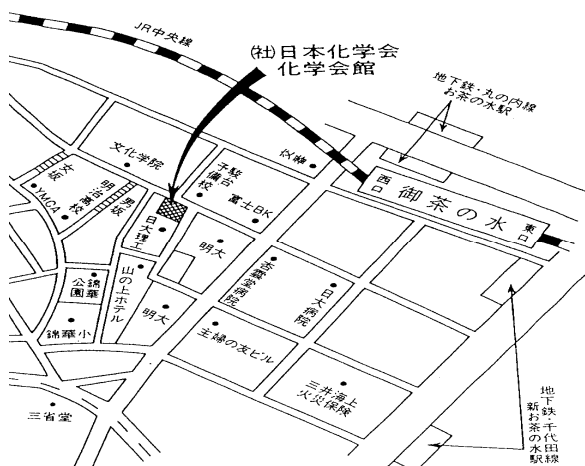 JR中央線
(社)日本化学会
化学会館
地下鉄・丸の内線
お茶の水駅
文化学院
交番
駿台
予備校
富士BK
西口
御茶の水
東口
女坂
明治高校
男坂
YMCA
日大理工
明大
杏雲堂病院
日大病院
錦華
公園
山の上ホテル
明大
錦華小
主婦の友ビル
三井海上
火災保険
三省堂
地下鉄・千代田線
新お茶の水駅